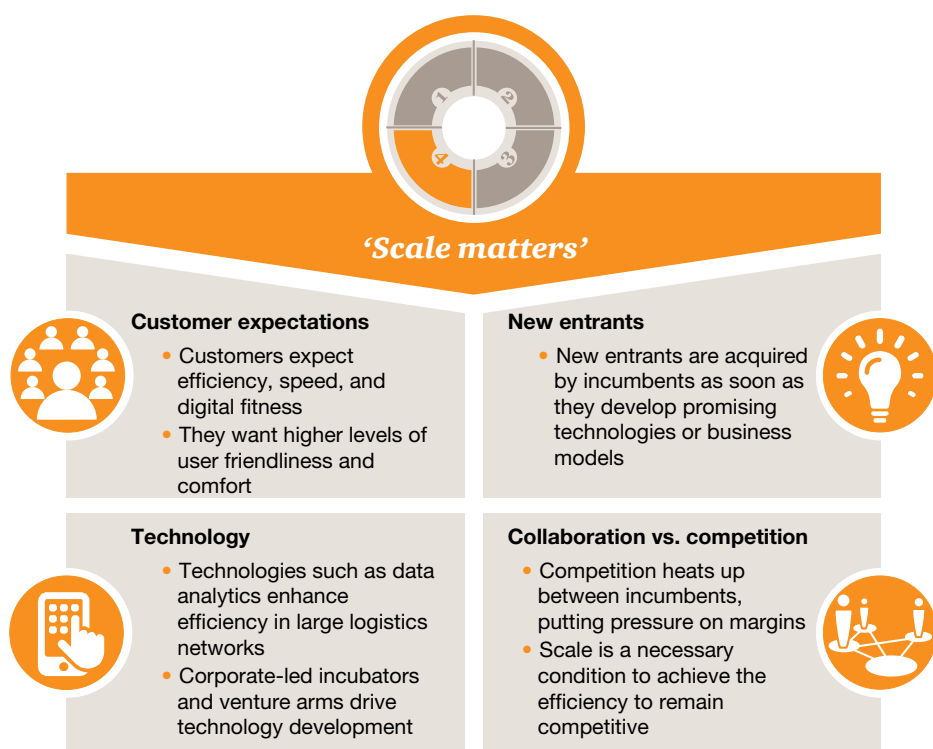 1
2
4
3
‘Scale matters’
Customer expectations
• Customers expect
efficiency, speed, and
digital fitness
• They want higher levels of
user friendliness and
comfort
New entrants
• New entrants are acquired
by incumbents as soon as
they develop promising
technologies or business
models
Technology
• Technologies such as data
analytics enhance
efficiency in large logistics
networks
• Corporate-led incubators
and venture arms drive
technology development
Collaboration vs. competition
• Competition heats up
between incumbents,
putting pressure on margins
• Scale is a necessary
condition to achieve the
efficiency to remain
competitive